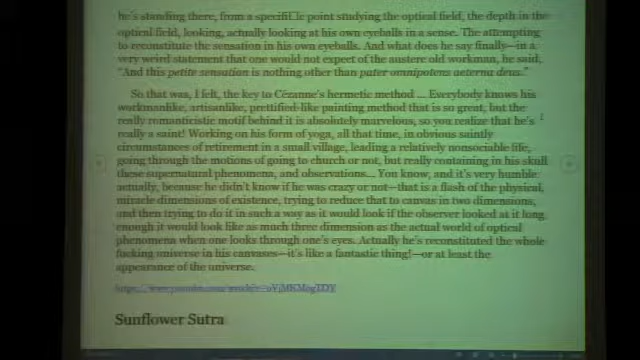 he's standing there, from a specific point studying the optical field, the depth in the
optical field, looking, actually looking at his own eyeballs in a sense. The attempting
to reconstitute the sensation in his own eyeballs. And what does he say finally—in a
very weird statement that one would not expect of the austere old workman, he said,
"And this petite sensation is nothing other than pater omnipotens aeterna deus."
So that was, I felt, the key to Cézanne's hermetic method ... Everybody knows his
workmanlike, artisanlike, prettified-like painting method that is so great, but the
really romanticistic motif behind it is absolutely marvelous, so you realize that he's
really a saint! Working on his form of yoga, all that time, in obvious saintly
circumstances of retirement in a small village, leading a relatively nonsociable life,
going through the motions of going to church or not, but really containing in his skull
these supernatural phenomena, and observations... You know, and it's very humble
actually, because he didn't know if he was crazy or not—that is a flash of the physical,
miracle dimensions of existence, trying to reduce that to canvas in two dimensions,
and then trying to do it in such a way as it would look if the observer looked at it long
enough it would look like as much three dimension as the actual world of optical
phenomena when one looks through one's eyes. Actually he's reconstituted the whole
fucking universe in his canvases—it's like a fantastic thing!—or at least the
appearance of the universe.
Sunflower Sutra